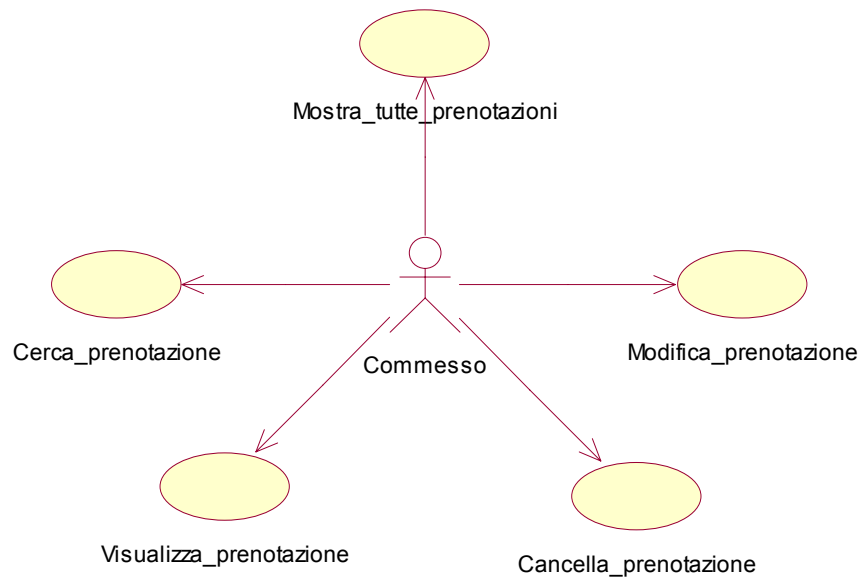 Mostra_tutte_prenotazioni
Cerca_prenotazione
Commesso
Modifica_prenotazione
Visualizza_prenotazione
Cancella_prenotazione